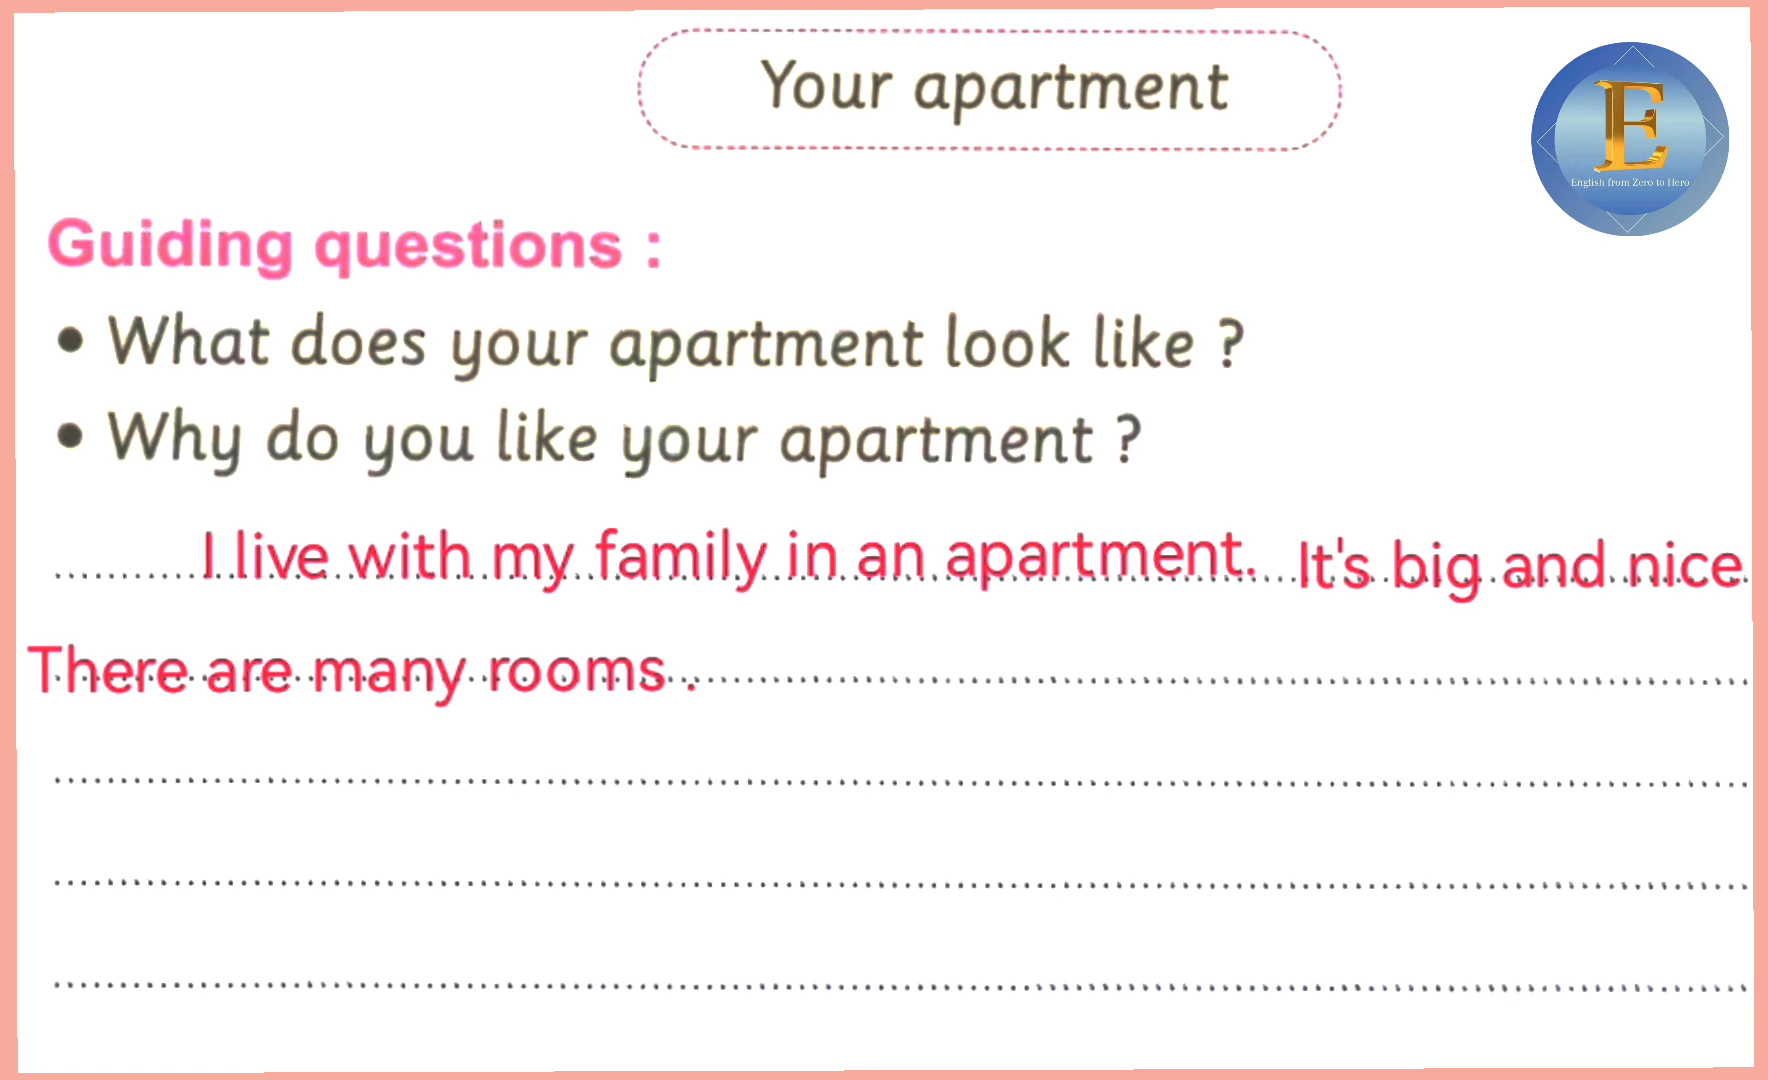 Your apartment
E
English from Zero to Hero
Guiding questions :
• What does your apartment look like ?
• Why do you like your apartment ?
I live with my family in an apartment. It's big and nice
There are many rooms .